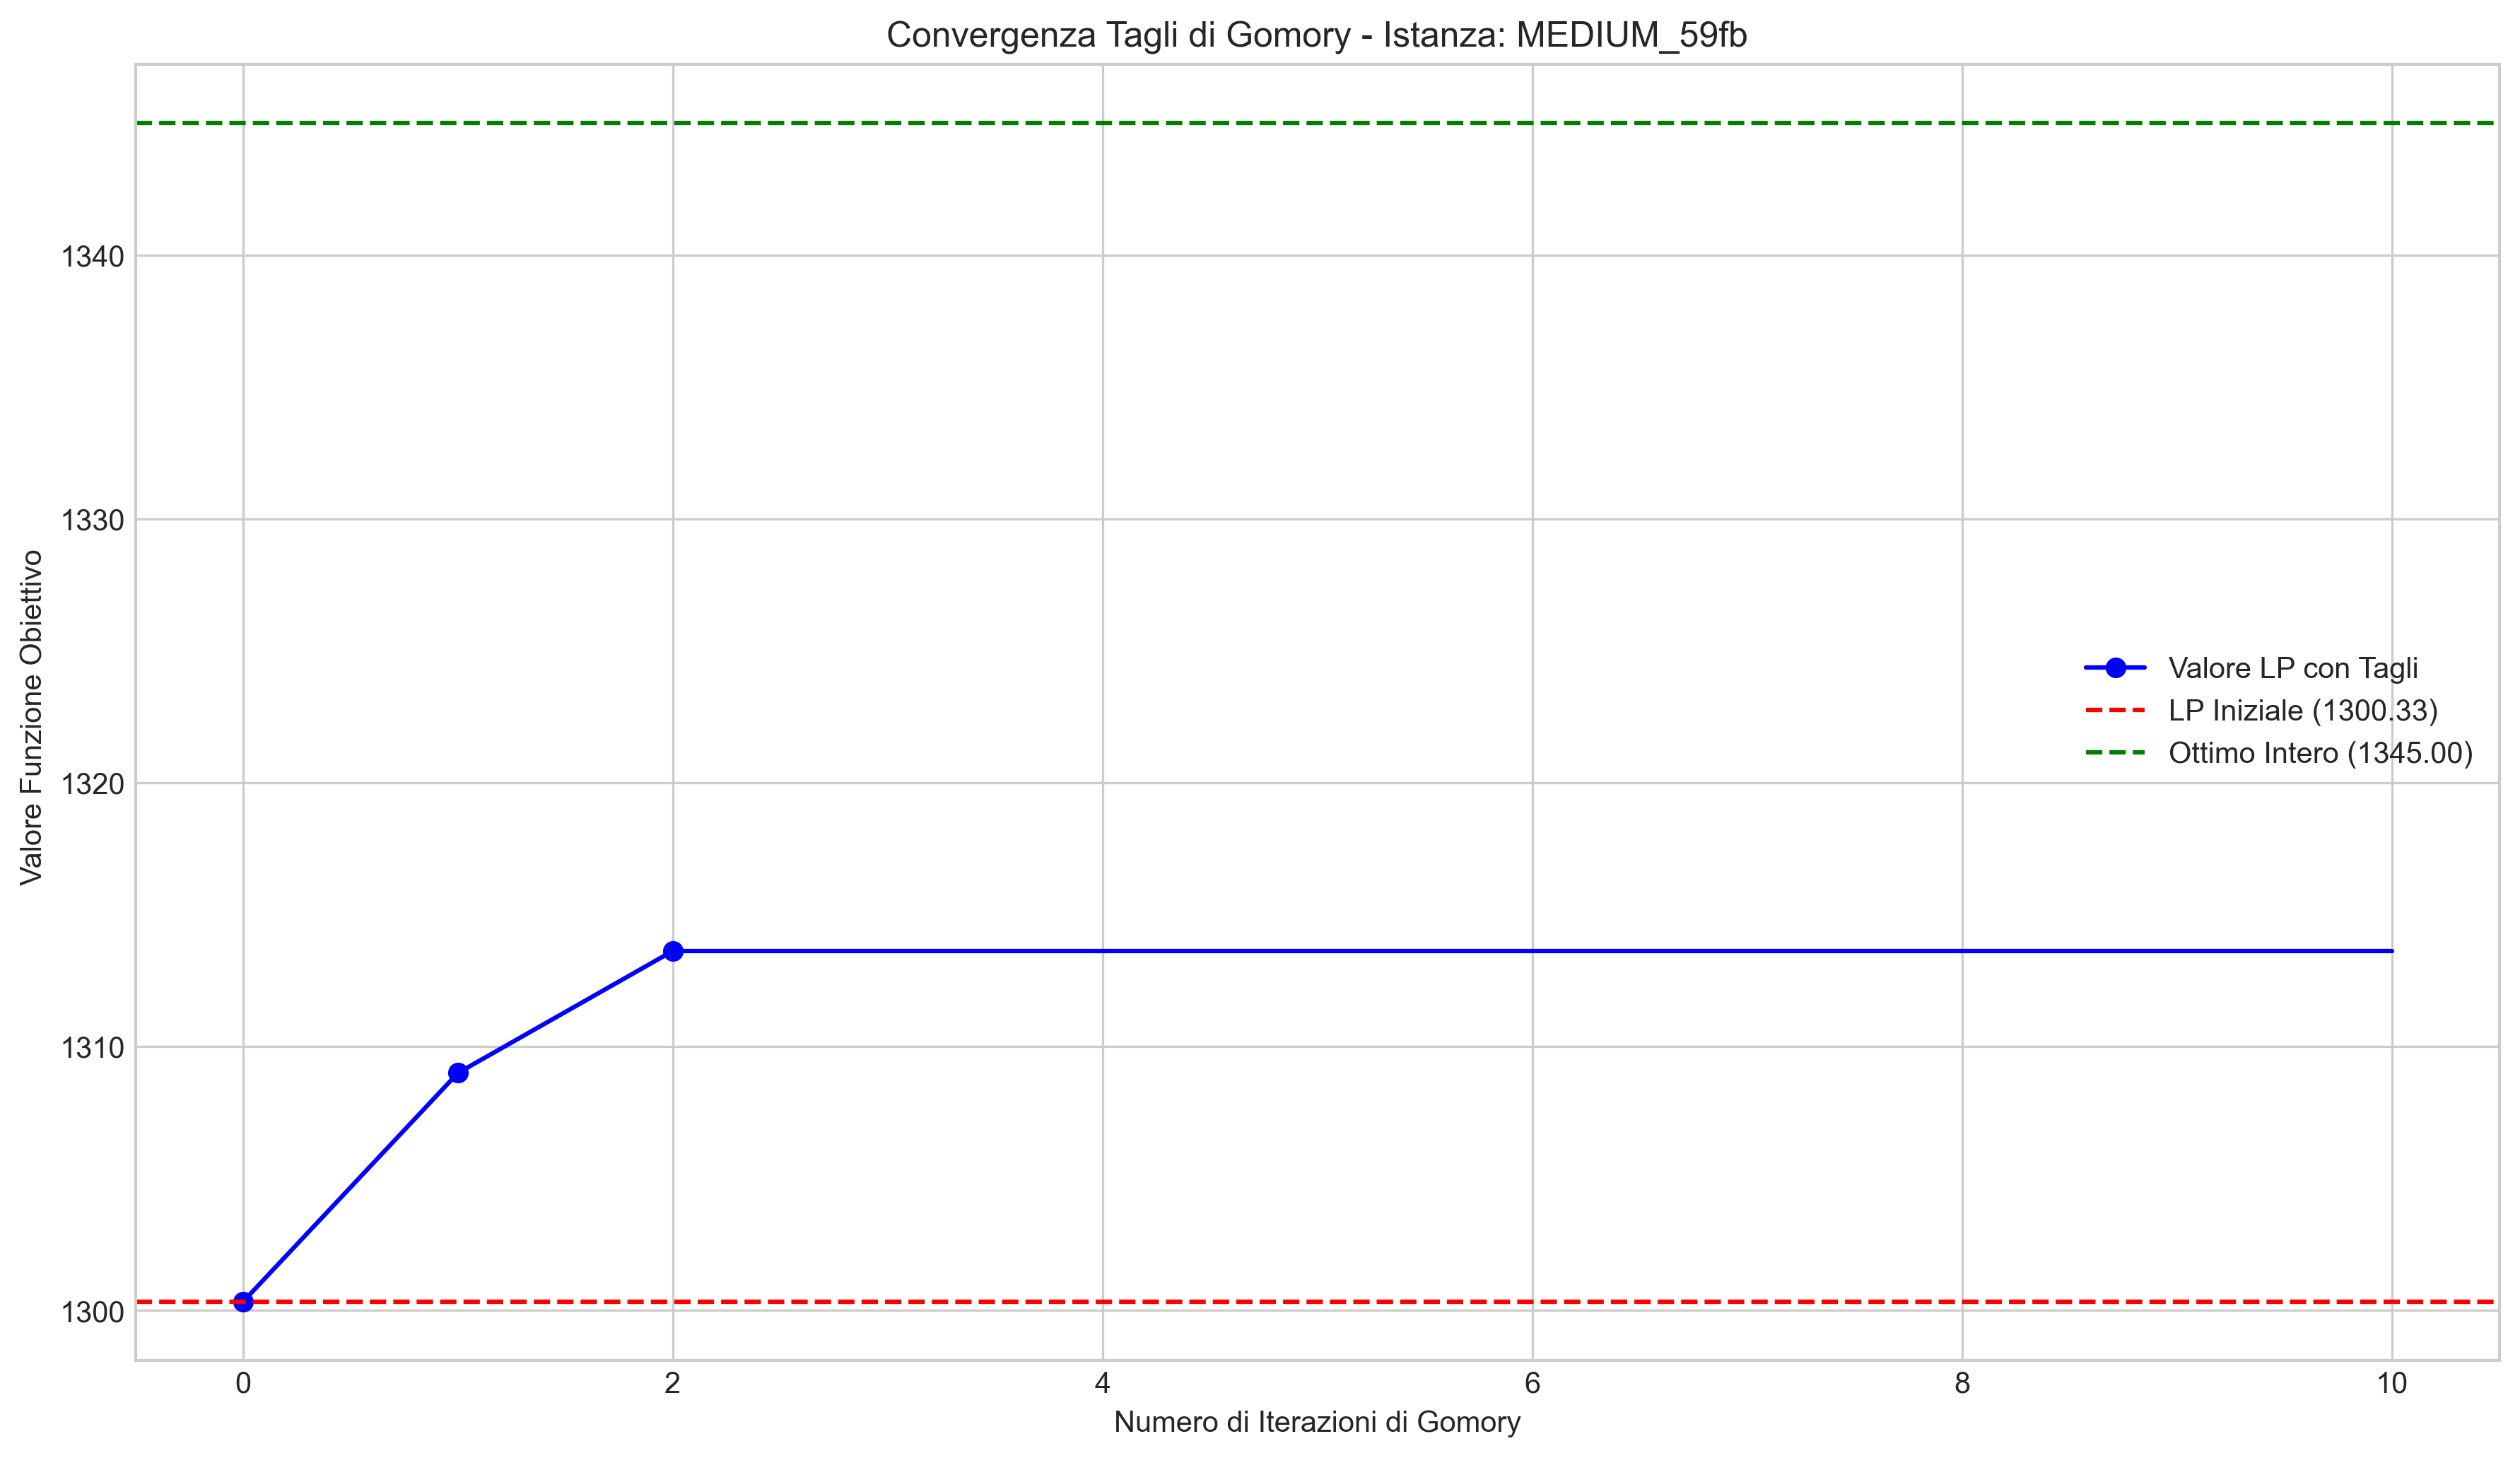 Convergenza Tagli di Gomory - Istanza: MEDIUM_59fb
Valore Funzione Obiettivo
1340
1330
1320
1310
1300
Valore LP con Tagli
LP Iniziale (1300.33)
Ottimo Intero (1345.00)
0 2 4 6 8 10
Numero di Iterazioni di Gomory